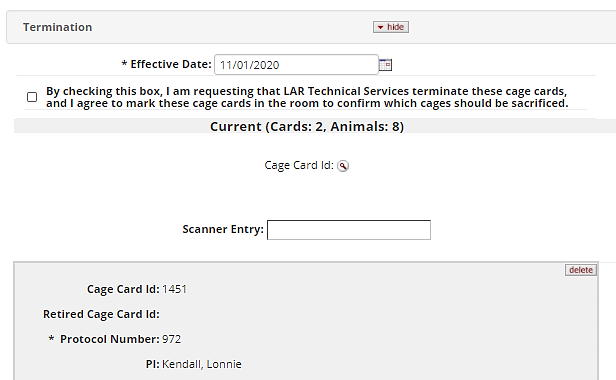 Termination
hide
* Effective Date: 11/01/2020
By checking this box, I am requesting that LAR Technical Services terminate these cage cards,
and I agree to mark these cage cards in the room to confirm which cages should be sacrificed.
Current (Cards: 2, Animals: 8)
Cage Card Id:
Scanner Entry:
delete
Cage Card Id: 1451
Retired Cage Card Id:
* Protocol Number: 972
PI: Kendall, Lonnie